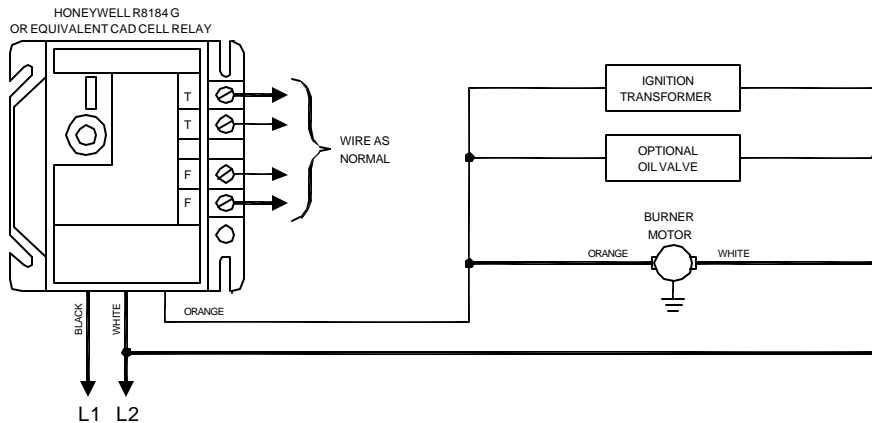 HONEYWELL R8184 G
OR EQUIVALENT CAD CELL RELAY
T
T
F
F
WIRE AS
NORMAL
IGNITION
TRANSFORMER
OPTIONAL
OIL VALVE
BURNER
MOTOR
ORANGE
WHITE
BLACK
WHITE
ORANGE
L1 L2